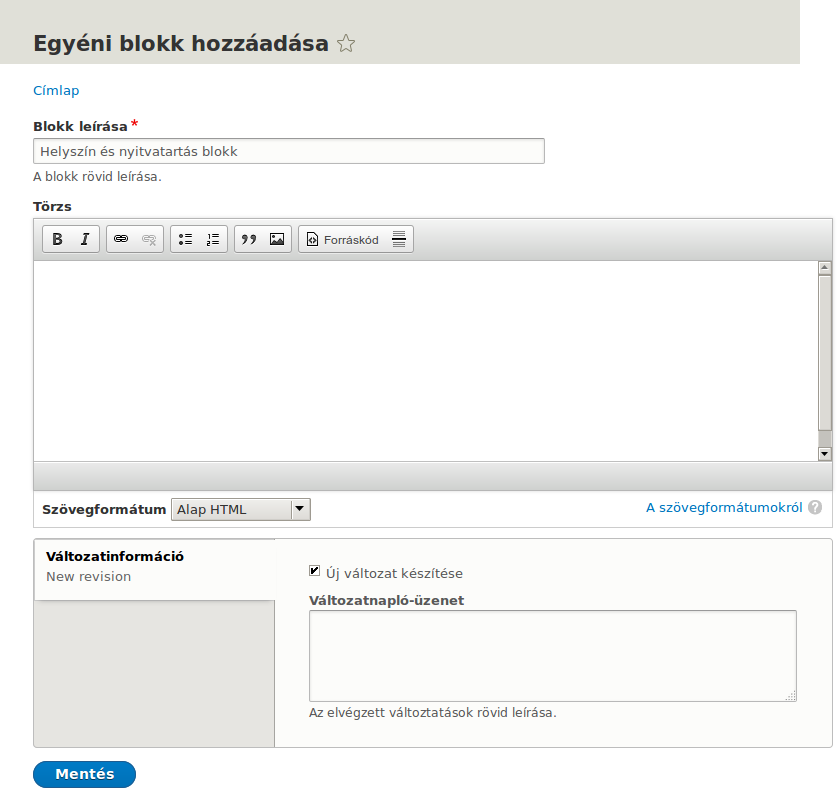 Egyéni blokk hozzáadása
Címlap
Blokk leírása *
Helyszín és nyitvatartás blokk
A blokk rövid leírása.
Törzs
B I Forráskód
Szövegformátum Alap HTML A szövegformátumokról ?
Változatinformáció
New revision
Új változat készítése
Változatnapló-üzenet
Az elvégzett változtatások rövid leírása.
Mentés